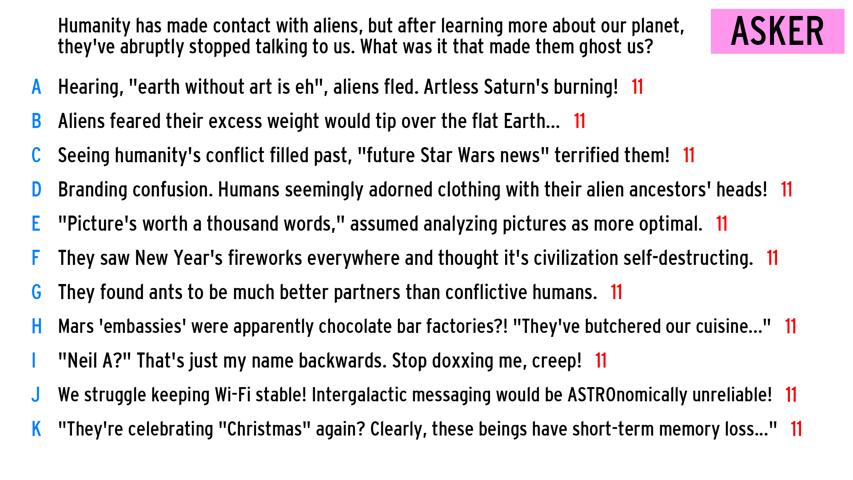 Humanity has made contact with aliens, but after learning more about our planet,
they've abruptly stopped talking to us. What was it that made them ghost us?
ASKER
A Hearing, "earth without art is eh", aliens fled. Artless Saturn's burning! 11
B Aliens feared their excess weight would tip over the flat Earth... 11
C Seeing humanity's conflict filled past, "future Star Wars news" terrified them! 11
D Branding confusion. Humans seemingly adorned clothing with their alien ancestors' heads! 11
E "Picture's worth a thousand words," assumed analyzing pictures as more optimal. 11
F They saw New Year's fireworks everywhere and thought it's civilization self-destructing. 11
G They found ants to be much better partners than conflictive humans. 11
H Mars 'embassies' were apparently chocolate bar factories?! "They've butchered our cuisine..." 11
I "Neil A?" That's just my name backwards. Stop doxxing me, creep! 11
J We struggle keeping Wi-Fi stable! Intergalactic messaging would be ASTROnomically unreliable! 11
K "They're celebrating "Christmas" again? Clearly, these beings have short-term memory loss..." 11